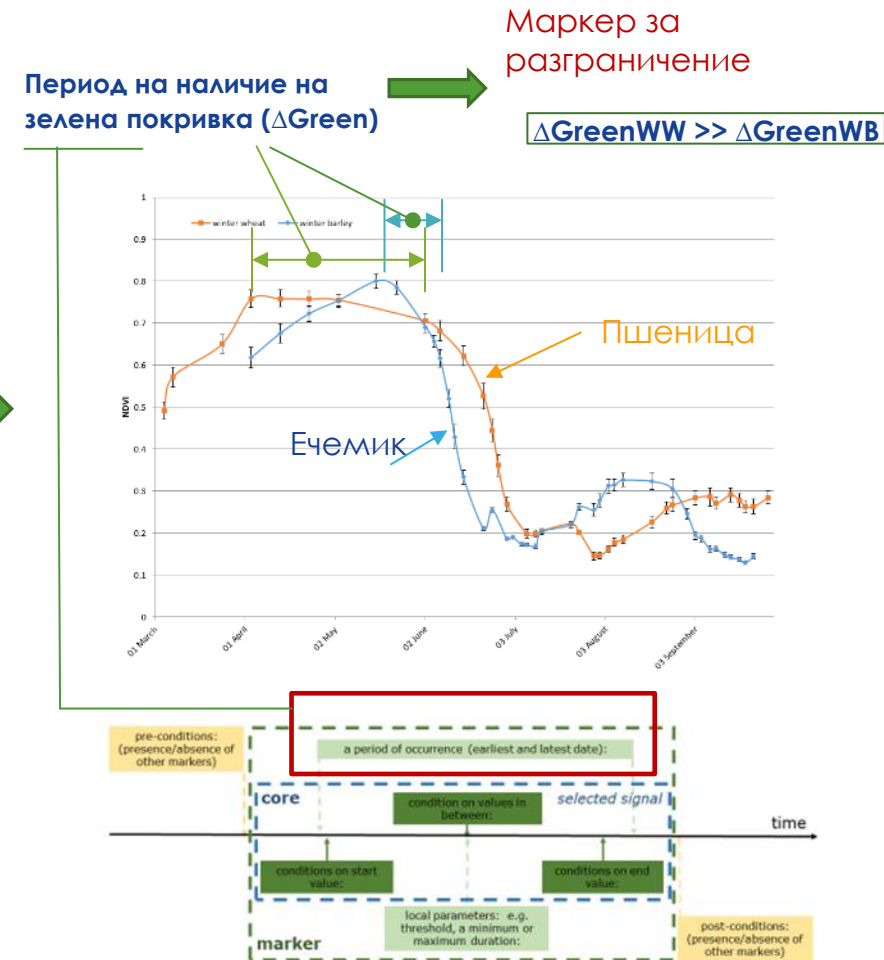 Маркер за
разграничение
Период на наличие на
зелена покривка (∆Green)
∆GreenWW >> ∆GreenWB
1
winter wheat
winter barley
0.9
0.8
0.7
0.6
0.5
0.4
0.3
0.2
0.1
0
NDVI
Пшеница
Ечемик
01 March
01 April
02 May
02 June
03 July
03 August
03 September
pre-conditions:
(presence/absence of
other markers)
a period of occurrence (earliest and latest date):
core
selected signal
condition on values in
between:
time
conditions on start
value:
conditions on end
value:
local parameters: e.g.
threshold, a minimum or
maximum duration:
marker
post-conditions:
(presence/absence of
other markers)